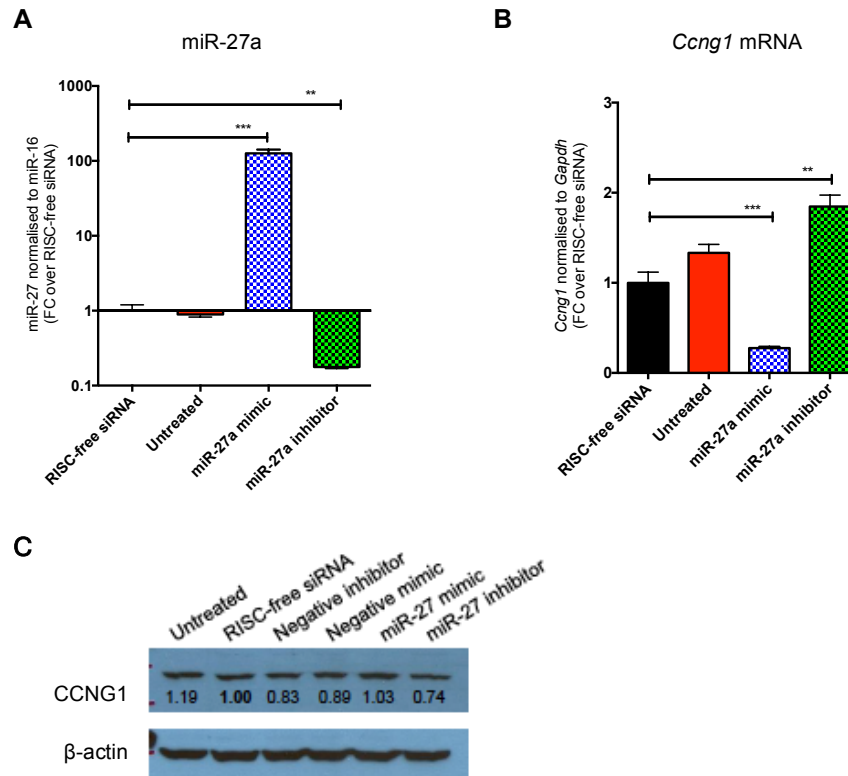 A
miR-27a
miR-27 normalised to miR-16
(FC over RISC-free siRNA)
1000
100
10
1
0.1
**
***
RISC-free siRNA
Untreated
miR-27a mimic
miR-27a inhibitor
B
Ccng1 mRNA
Ccng1 normalised to Gapdh
(FC over RISC-free siRNA)
3
2
1
0
**
***
RISC-free siRNA
Untreated
miR-27a mimic
miR-27a inhibitor
C
Untreated
RISC-free siRNA
Negative inhibitor
Negative mimic
miR-27 mimic
miR-27 inhibitor
CCNG1
1.19 1.00 0.83 0.89 1.03 0.74
β-actin